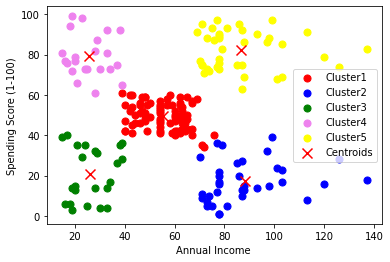 100
80
60
40
20
0
Spending Score (1-100)
20
40
60
80
100
120
140
Annual Income
Cluster1
Cluster2
Cluster3
Cluster4
Cluster5
Centroids